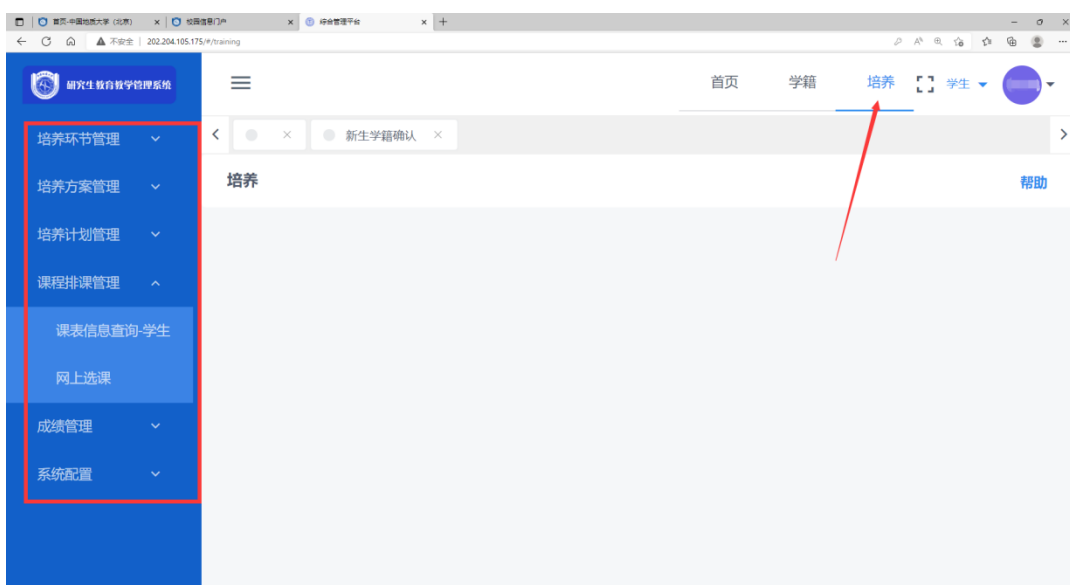 首页-中国地质大学（北京）
校园信息门户
综合管理平台
不安全 | 202.204.105.175/#/training
研究生教育教学管理系统
首页 学籍 培养 学生
培养环节管理
新生学籍确认
培养方案管理
培养 帮助
培养计划管理
课程排课管理
课表信息查询-学生
网上选课
成绩管理
系统配置